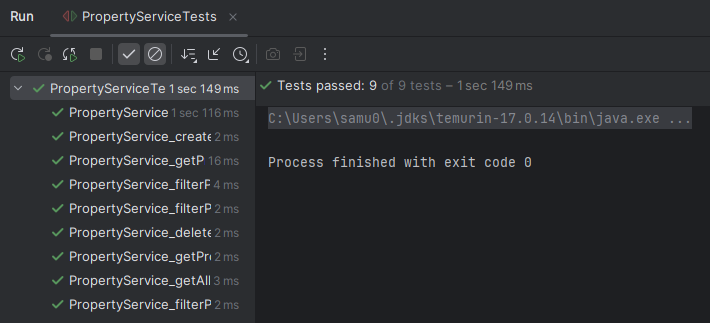 Run PropertyServiceTests
PropertyServiceTe 1 sec 149 ms
PropertyService 1 sec 116 ms
PropertyService_create 2 ms
PropertyService_getP 16 ms
PropertyService_filterP 4 ms
PropertyService_filterP 2 ms
PropertyService_delete 2 ms
PropertyService_getPro 2 ms
PropertyService_getAll 3 ms
PropertyService_filterP 2 ms
Tests passed: 9 of 9 tests – 1 sec 149 ms
C:\Users\samu0\.jdks\temurin-17.0.14\bin\java.exe ...
Process finished with exit code 0